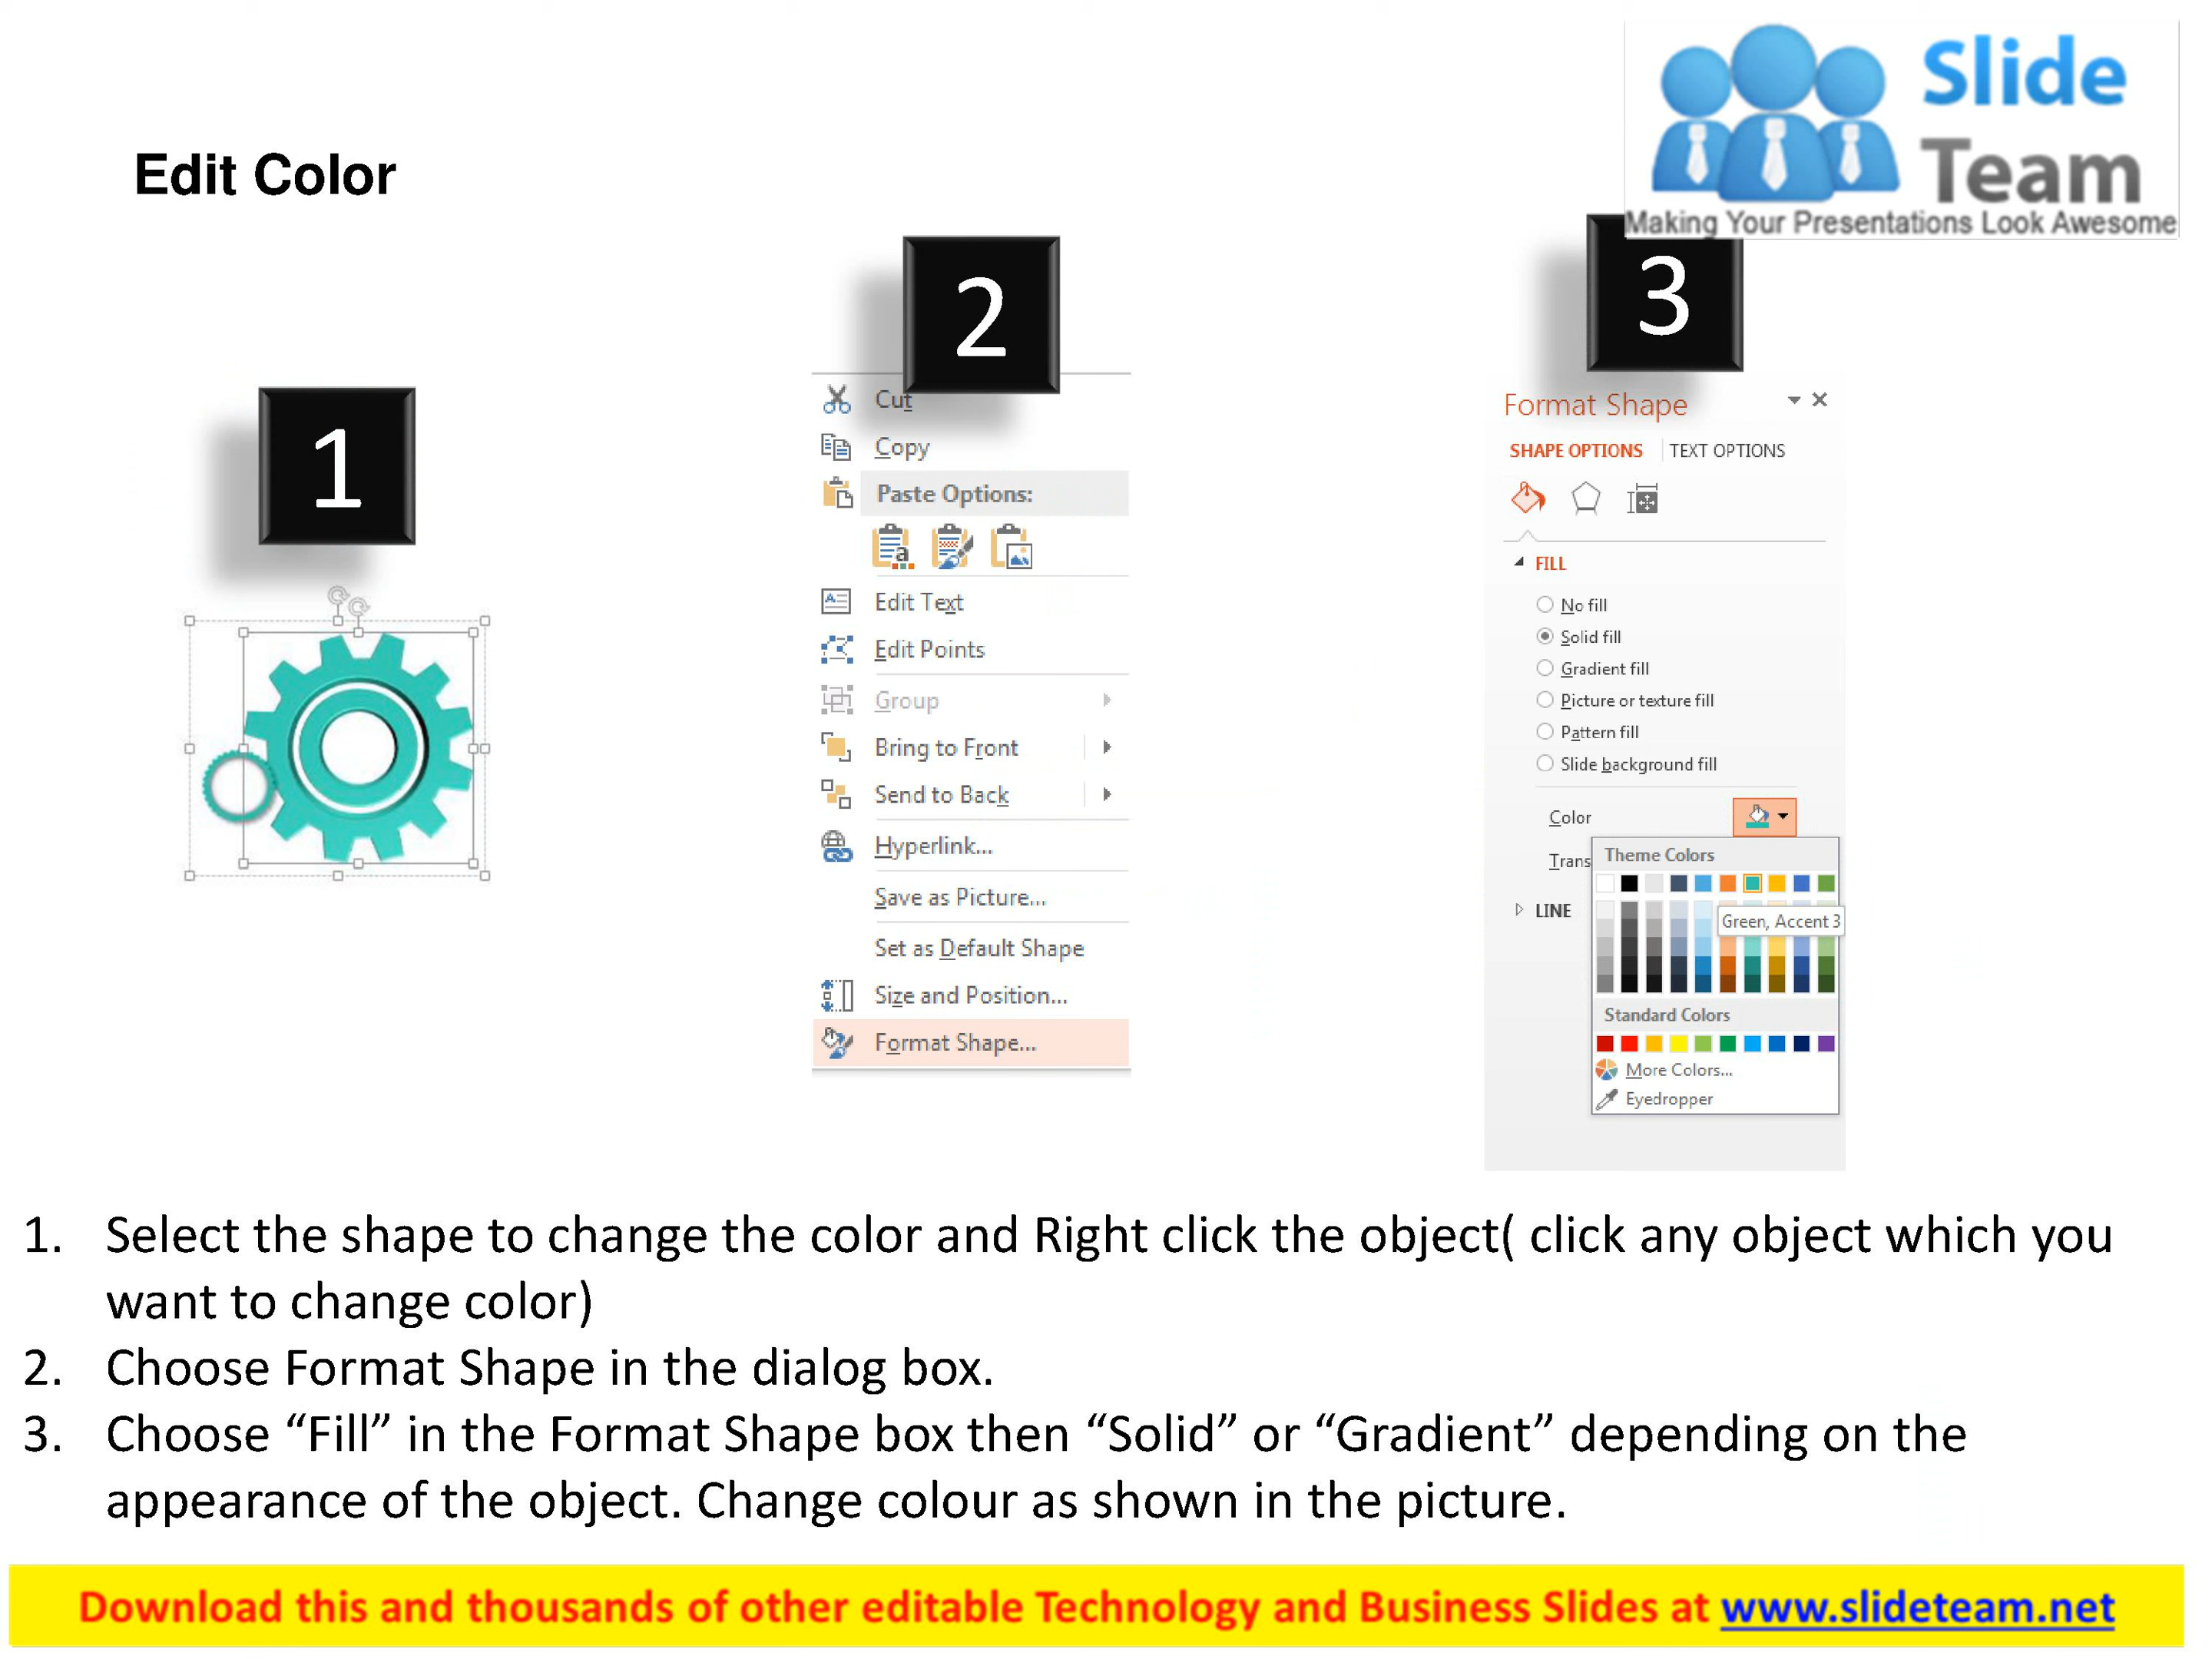 Slide
Team
Making Your Presentations Look Awesome
Edit Color
1
2
3
Cut
Copy
Paste Options:
Edit Text
Edit Points
Group
Bring to Front
Send to Back
Hyperlink...
Save as Picture...
Set as Default Shape
Size and Position...
Format Shape...
Format Shape
SHAPE OPTIONS TEXT OPTIONS
FILL
No fill
Solid fill
Gradient fill
Picture or texture fill
Pattern fill
Slide background fill
Color
Trans
Theme Colors
LINE
Green, Accent 3
Standard Colors
More Colors...
Eyedropper
1. Select the shape to change the color and Right click the object( click any object which you
want to change color)
2. Choose Format Shape in the dialog box.
3. Choose “Fill” in the Format Shape box then “Solid” or “Gradient” depending on the
appearance of the object. Change colour as shown in the picture.
Download this and thousands of other editable Technology and Business Slides at www.slideteam.net